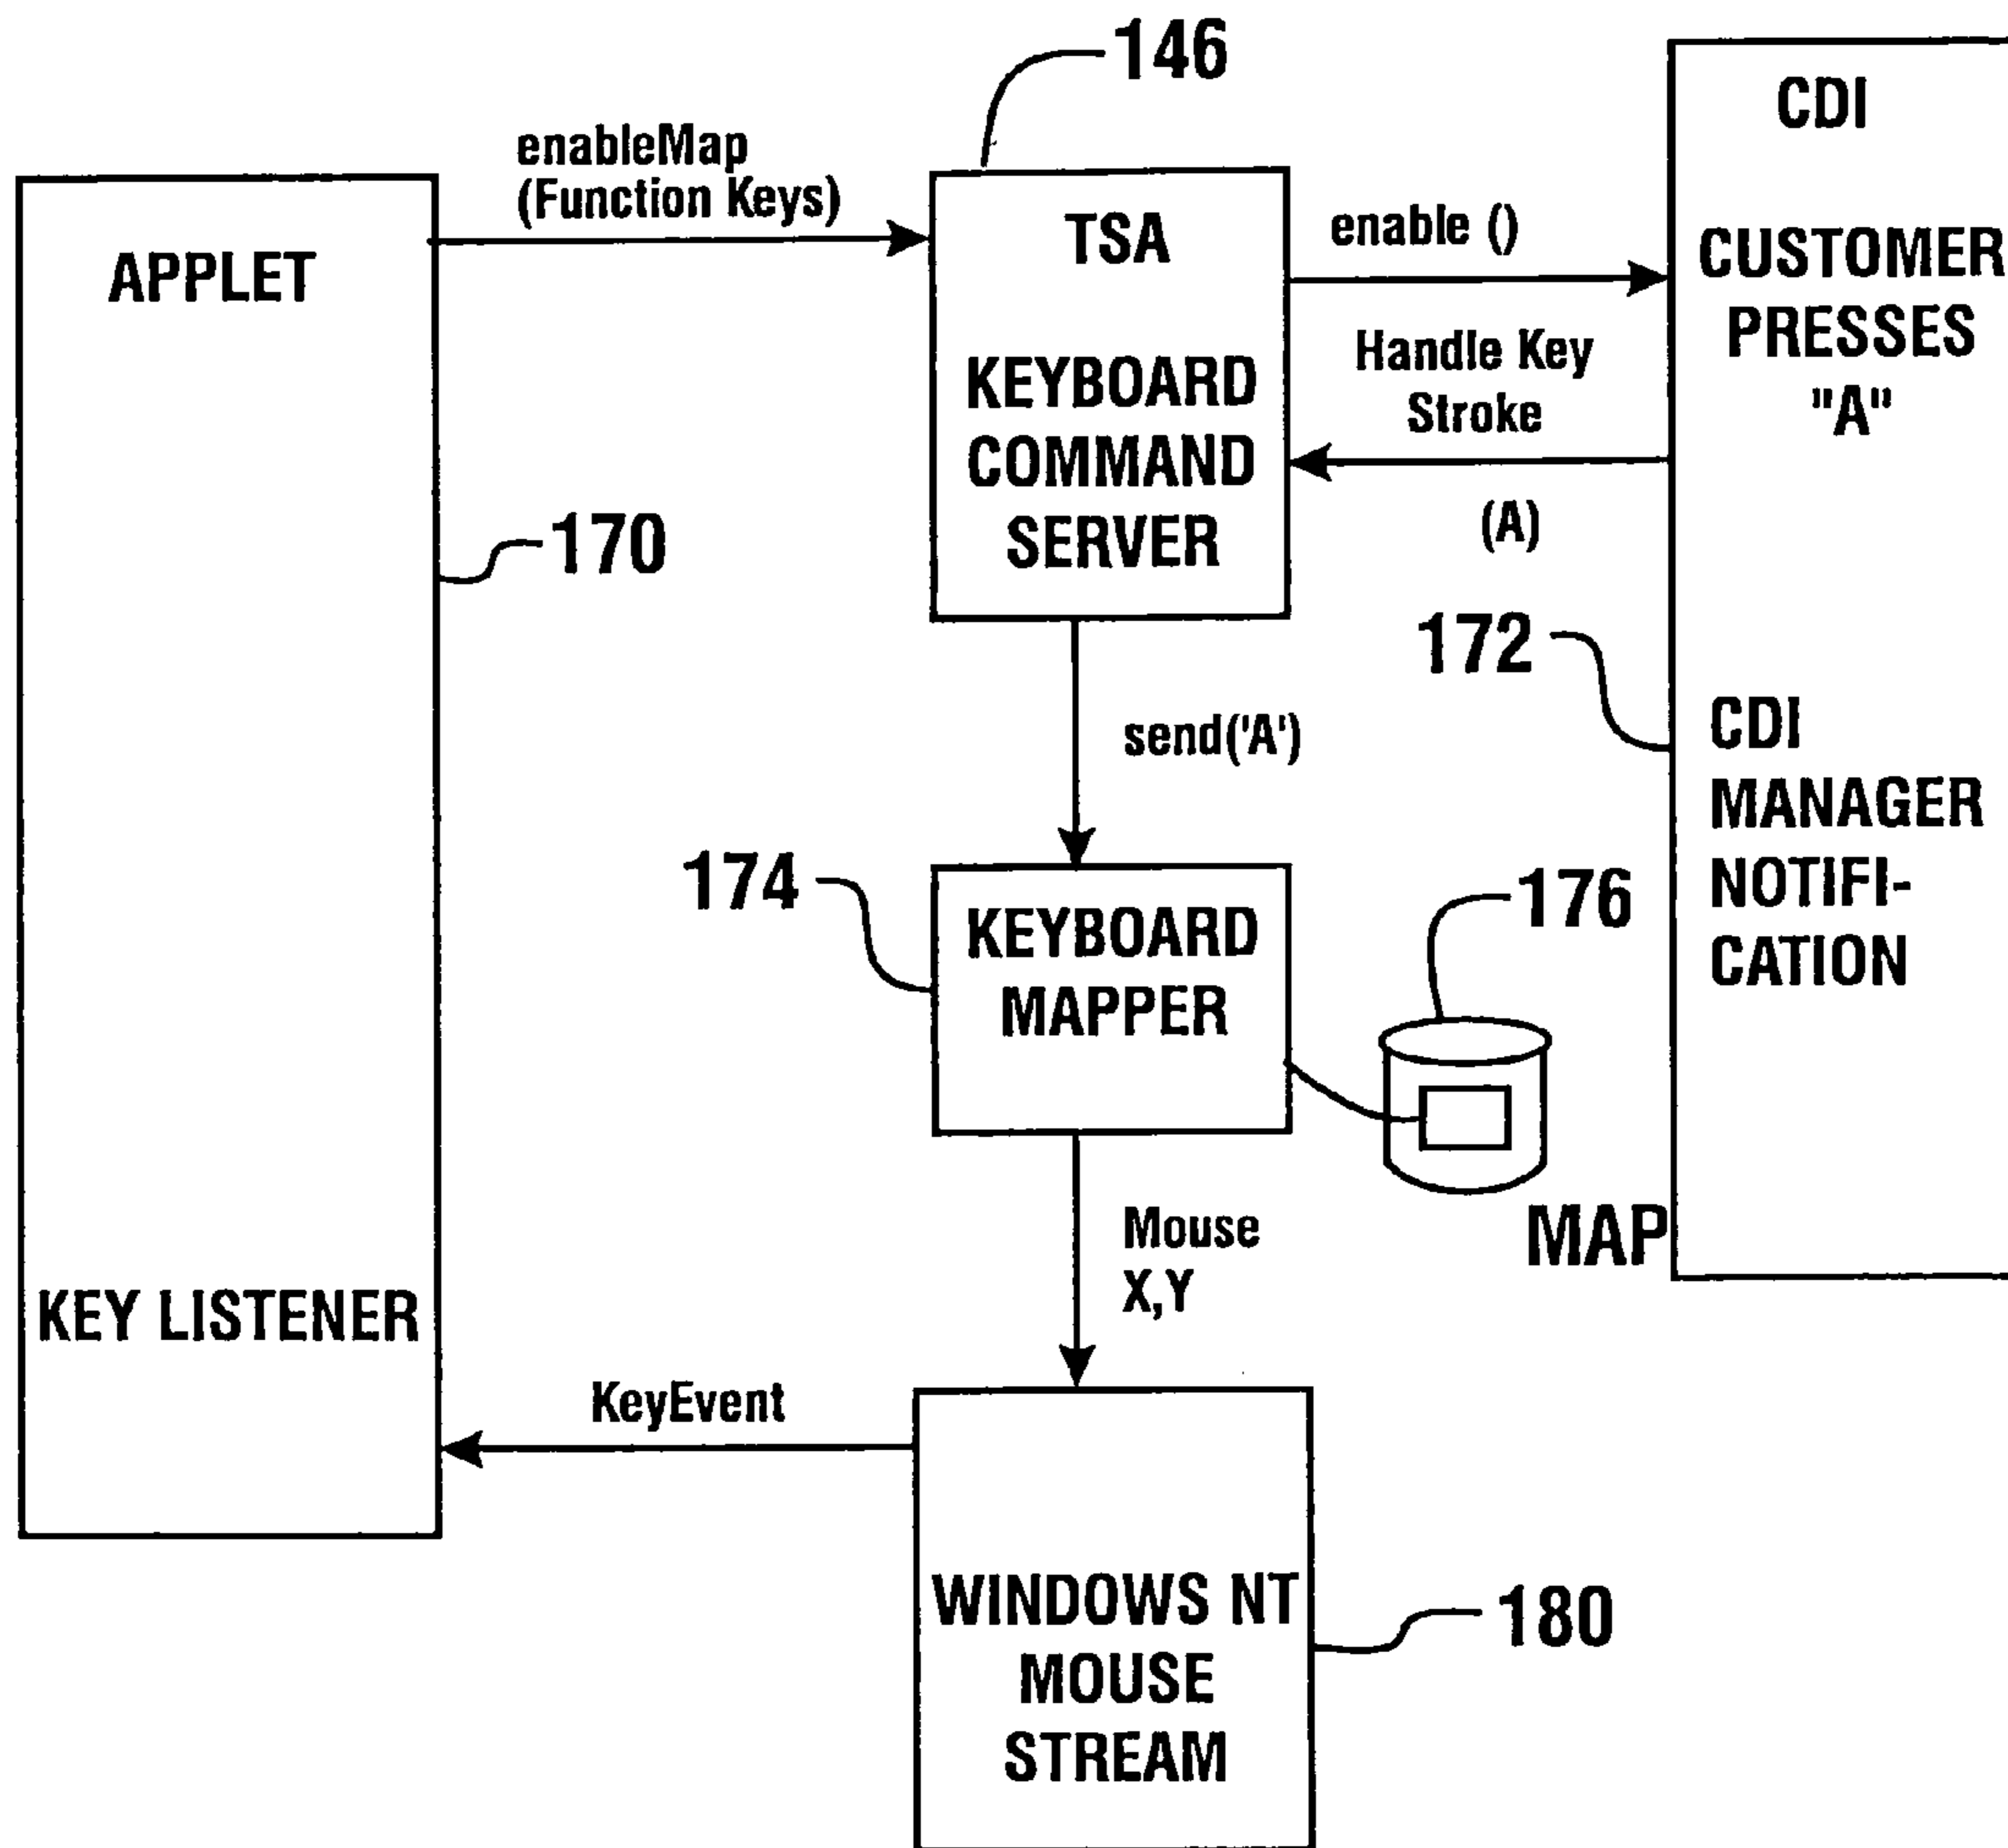 146
CDI
enableMap
(Function Keys)
APPLET
TSA
enable ()
CUSTOMER
PRESSES
"A"
KEYBOARD
COMMAND
SERVER
Handle Key
Stroke
(A)
170
172
send('A')
CDI
MANAGER
NOTIFI-
CATION
174
KEYBOARD
MAPPER
176
MAP
Mouse
X,Y
KEY LISTENER
KeyEvent
WINDOWS NT
MOUSE
STREAM
180